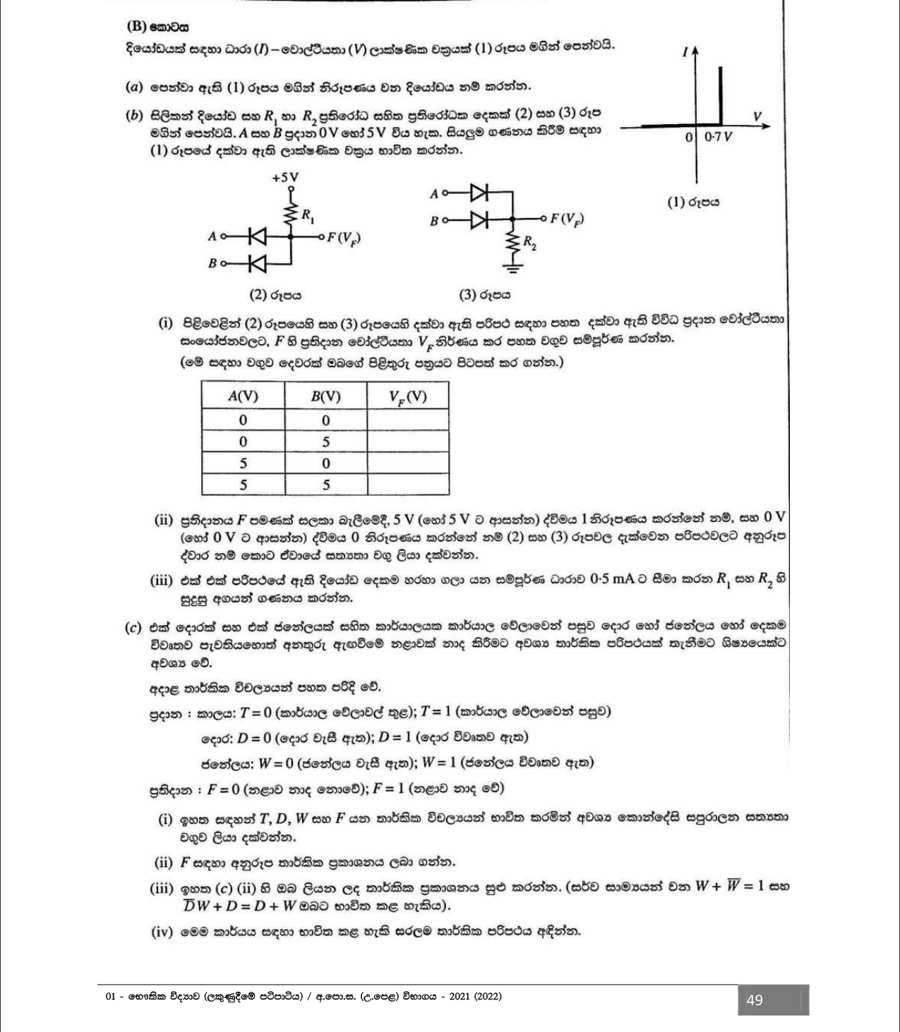 (B) කොටස
දියෝඩයක් සඳහා ධාරා (I) – වෝල්ටීයතා (V) ලාක්ෂණික වක්‍රයක් (1) රූපය මගින් පෙන්වයි.
(a) පෙන්වා ඇති (1) රූපය මගින් නිරූපණය වන දියෝඩය නම් කරන්න.
(b) සිලිකන් දියෝඩ සහ R₁ හා R₂ ප්‍රතිරෝධ සහිත ප්‍රතිරෝධක දෙකක් (2) සහ (3) රූප
මගින් පෙන්වයි. A සහ B ප්‍රදාන 0 V හෝ 5 V විය හැක. සියලුම ගණනය කිරීම් සඳහා
(1) රූපයේ දක්වා ඇති ලාක්ෂණික වක්‍රය භාවිත කරන්න.
I
V
0 0·7 V
(1) රූපය
+5 V
R₁
A
F (V_F)
B
(2) රූපය
A
B
F (V_F)
R₂
(3) රූපය
(i) පිළිවෙළින් (2) රූපයෙහි සහ (3) රූපයෙහි දක්වා ඇති පරිපථ සඳහා පහත දක්වා ඇති විවිධ ප්‍රදාන වෝල්ටීයතා
සංයෝජනවලට, F හි ප්‍රතිදාන වෝල්ටීයතා V_F නිර්ණය කර පහත වගුව සම්පූර්ණ කරන්න.
(මේ සඳහා වගුව දෙවරක් ඔබගේ පිළිතුරු පත්‍රයට පිටපත් කර ගන්න.)
A(V) B(V) V_F (V)
0 0
0 5
5 0
5 5
(ii) ප්‍රතිදානය F පමණක් සලකා බැලීමේදී, 5 V (හෝ 5 V ට ආසන්න) ද්වීමය 1 නිරූපණය කරන්නේ නම්, සහ 0 V
(හෝ 0 V ට ආසන්න) ද්වීමය 0 නිරූපණය කරන්නේ නම් (2) සහ (3) රූපවල දැක්වෙන පරිපථවලට අනුරූප
ද්වාර නම් කොට ඒවායේ සත්‍යතා වගු ලියා දක්වන්න.
(iii) එක් එක් පරිපථයේ ඇති දියෝඩ දෙකම හරහා ගලා යන සම්පූර්ණ ධාරාව 0·5 mA ට සීමා කරන R₁ සහ R₂ හි
සුදුසු අගයන් ගණනය කරන්න.
(c) එක් දොරක් සහ එක් ජනේලයක් සහිත කාර්යාලයක කාර්යාල වේලාවෙන් පසුව දොර හෝ ජනේලය හෝ දෙකම
විවෘතව පැවතියහොත් අනතුරු ඇඟවීමේ නළාවක් නාද කිරීමට අවශ්‍ය තාර්කික පරිපථයක් තැනීමට ශිෂ්‍යයෙක්ට
අවශ්‍ය වේ.
අදාළ තාර්කික විචල්‍යයන් පහත පරිදි වේ.
ප්‍රදාන : කාලය: T = 0 (කාර්යාල වේලාවල් තුළ); T = 1 (කාර්යාල වේලාවෙන් පසුව)
දොර: D = 0 (දොර වැසී ඇත); D = 1 (දොර විවෘතව ඇත)
ජනේලය: W = 0 (ජනේලය වැසී ඇත); W = 1 (ජනේලය විවෘතව ඇත)
ප්‍රතිදාන : F = 0 (නළාව නාද නොවේ); F = 1 (නළාව නාද වේ)
(i) ඉහත සඳහන් T, D, W සහ F යන තාර්කික විචල්‍යයන් භාවිත කරමින් අවශ්‍ය කොන්දේසි සපුරාලන සත්‍යතා
වගුව ලියා දක්වන්න.
(ii) F සඳහා අනුරූප තාර්කික ප්‍රකාශනය ලබා ගන්න.
(iii) ඉහත (c) (ii) හි ඔබ ලියන ලද තාර්කික ප්‍රකාශනය සුළු කරන්න. (සර්ව සාම්‍යයන් වන W + W̅ = 1 සහ
D̅W + D = D + W ඔබට භාවිත කළ හැකිය).
(iv) මෙම කාර්යය සඳහා භාවිත කළ හැකි සරලම තාර්කික පරිපථය අඳින්න.
01 - භෞතික විද්‍යාව (ලකුණුදීමේ පටිපාටිය) / අ.පො.ස. (උ.පෙළ) විභාගය - 2021 (2022)
49